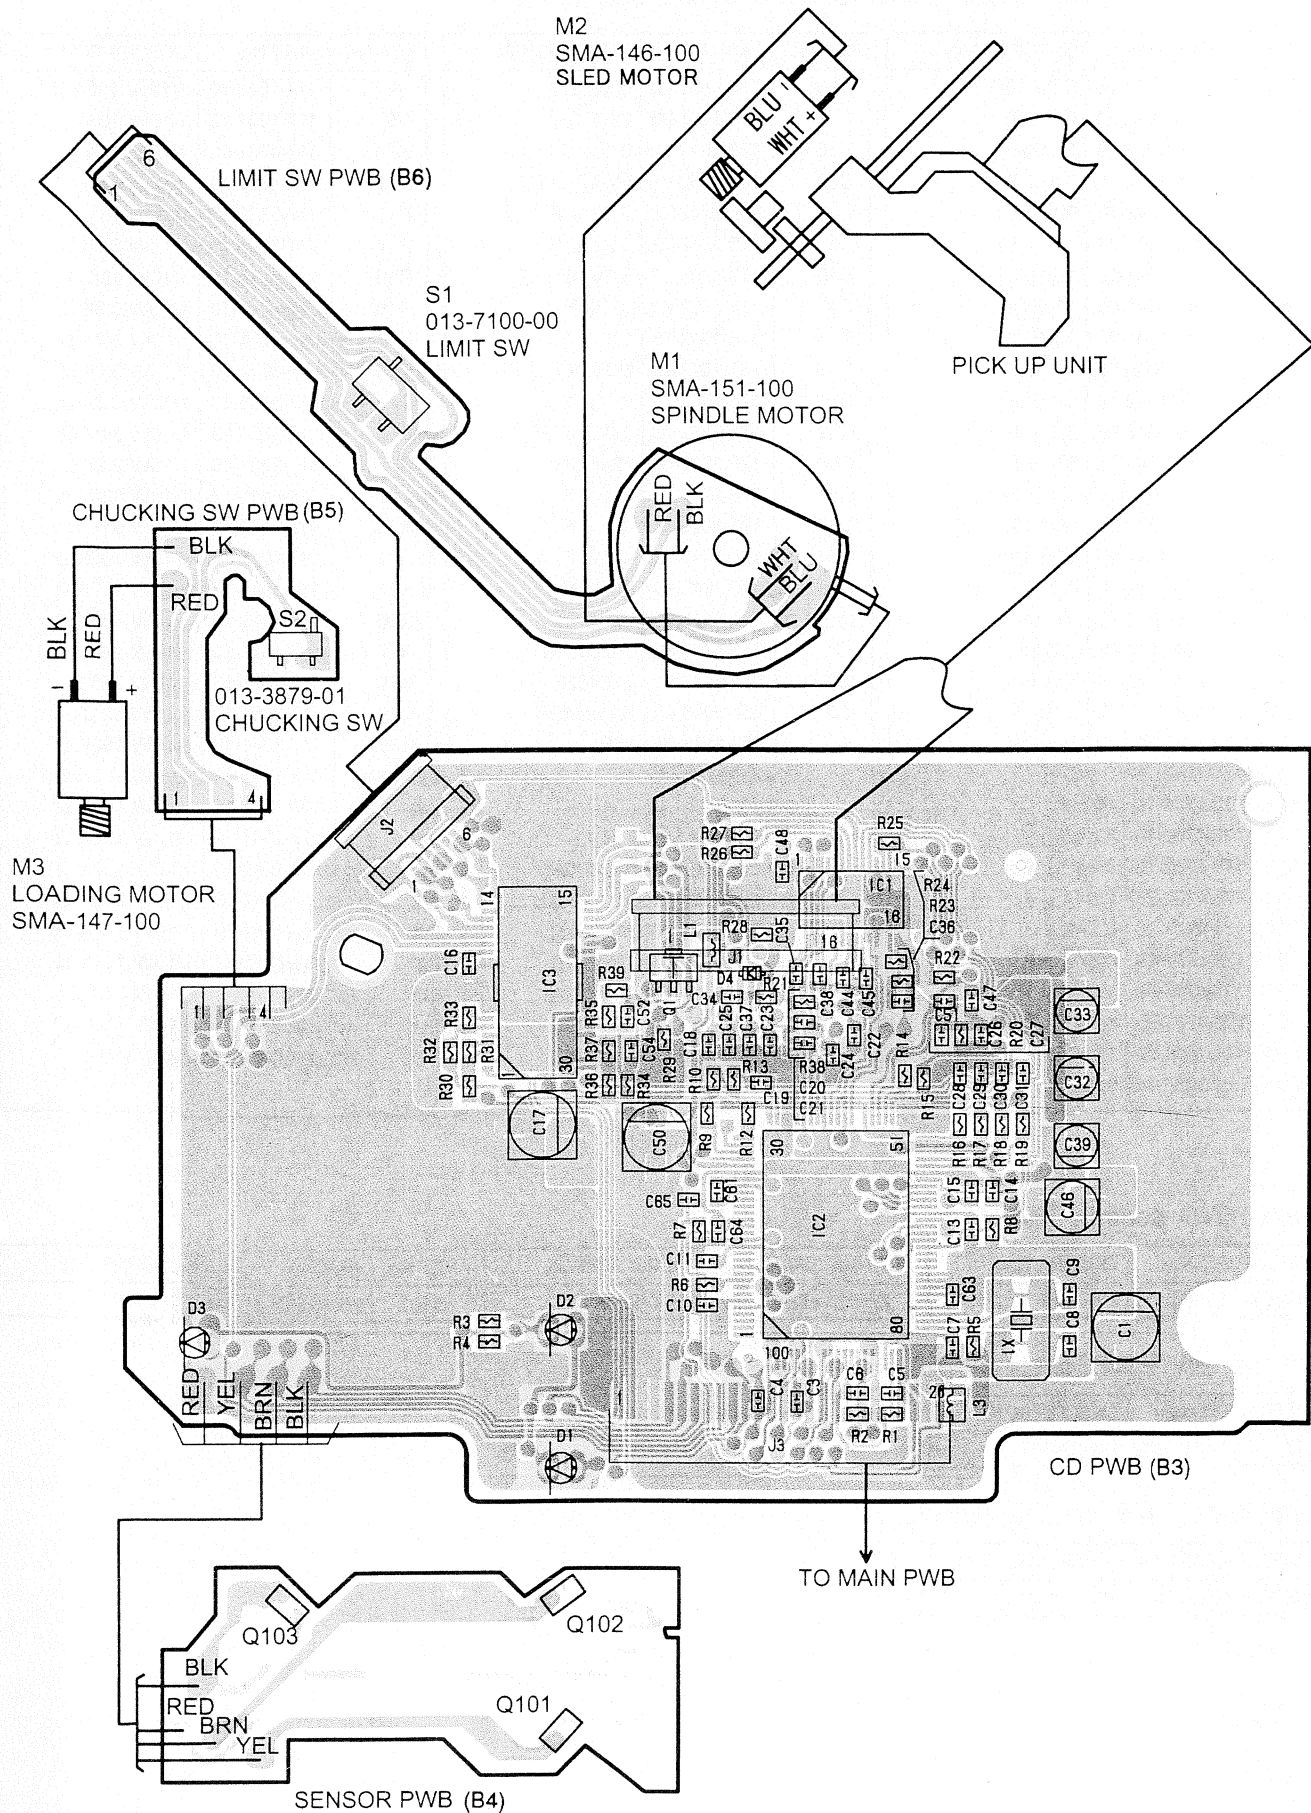 M2
SMA-146-100
SLED MOTOR
BLU -
WHT +
6
1
LIMIT SW PWB (B6)
S1
013-7100-00
LIMIT SW
PICK UP UNIT
M1
SMA-151-100
SPINDLE MOTOR
RED
BLK
WHT
BLU
CHUCKING SW PWB (B5)
BLK
RED
S2
BLK
RED
- +
013-3879-01
CHUCKING SW
1 4
M3
LOADING MOTOR
SMA-147-100
J2
6
1
R27
R26
C48
R25
1
15
IC1
18
R24
R23
C36
14
15
IC3
1
30
L1
R28
C35
16
J1
D4
R21
R22
C16
R39
Q1
C34
C38
C44
C45
C47
1 4
R33
R35
C52
C25
C37
C23
C5
C26
R20
C27
C33
R32
R31
R37
C54
R29
C18
C24
C22
R14
R30
R36
R34
R10
R13
C19
R38
C20
C21
R15
C28
C29
C30
C31
C32
C17
C50
R9
R12
R16
R17
R18
R19
C39
30
51
IC2
1
80
100
C65
C61
C15
C14
C46
R7
C64
C13
R8
C11
R6
C10
C63
C9
C7
R5
X1
C8
C1
D3
R3
R4
D2
RED
YEL
BRN
BLK
1
C4
C3
C6
C5
R2
R1
26
L3
D1
J3
CD PWB (B3)
TO MAIN PWB
Q103
Q102
BLK
RED
BRN
YEL
Q101
SENSOR PWB (B4)